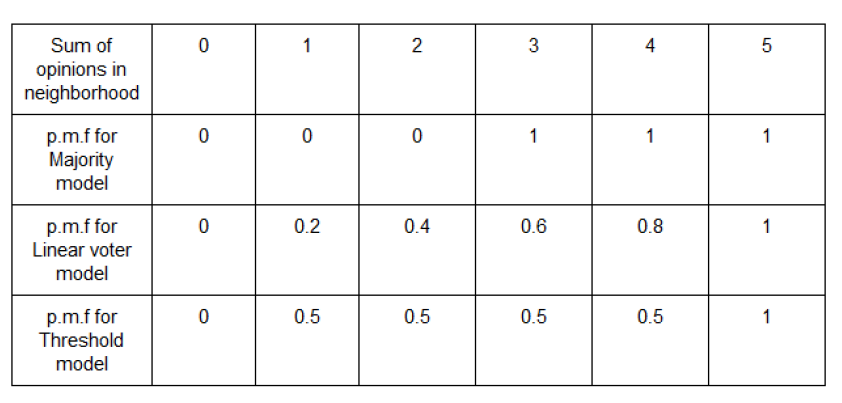 Sum of 0 1 2 3 4 5
opinions in
neighborhood
p.m.f for 0 0 0 1 1 1
Majority
model
p.m.f for 0 0.2 0.4 0.6 0.8 1
Linear voter
model
p.m.f for 0 0.5 0.5 0.5 0.5 1
Threshold
model